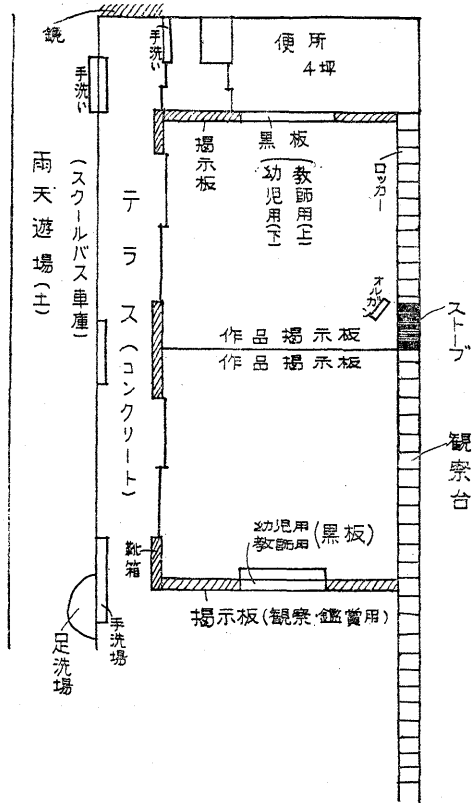 鏡
手洗い
手洗い
便所
4坪
掲示板
黒板
教師用(上)
幼児用(下)
ロッカー
雨天遊場(土)
(スクールバス車庫)
テラス(コンクリート)
オルガン
ストーブ
作品掲示板
作品掲示板
観察台
靴箱
幼児用
教師用
(黒板)
掲示板(観察・鑑賞用)
足洗場
手洗場